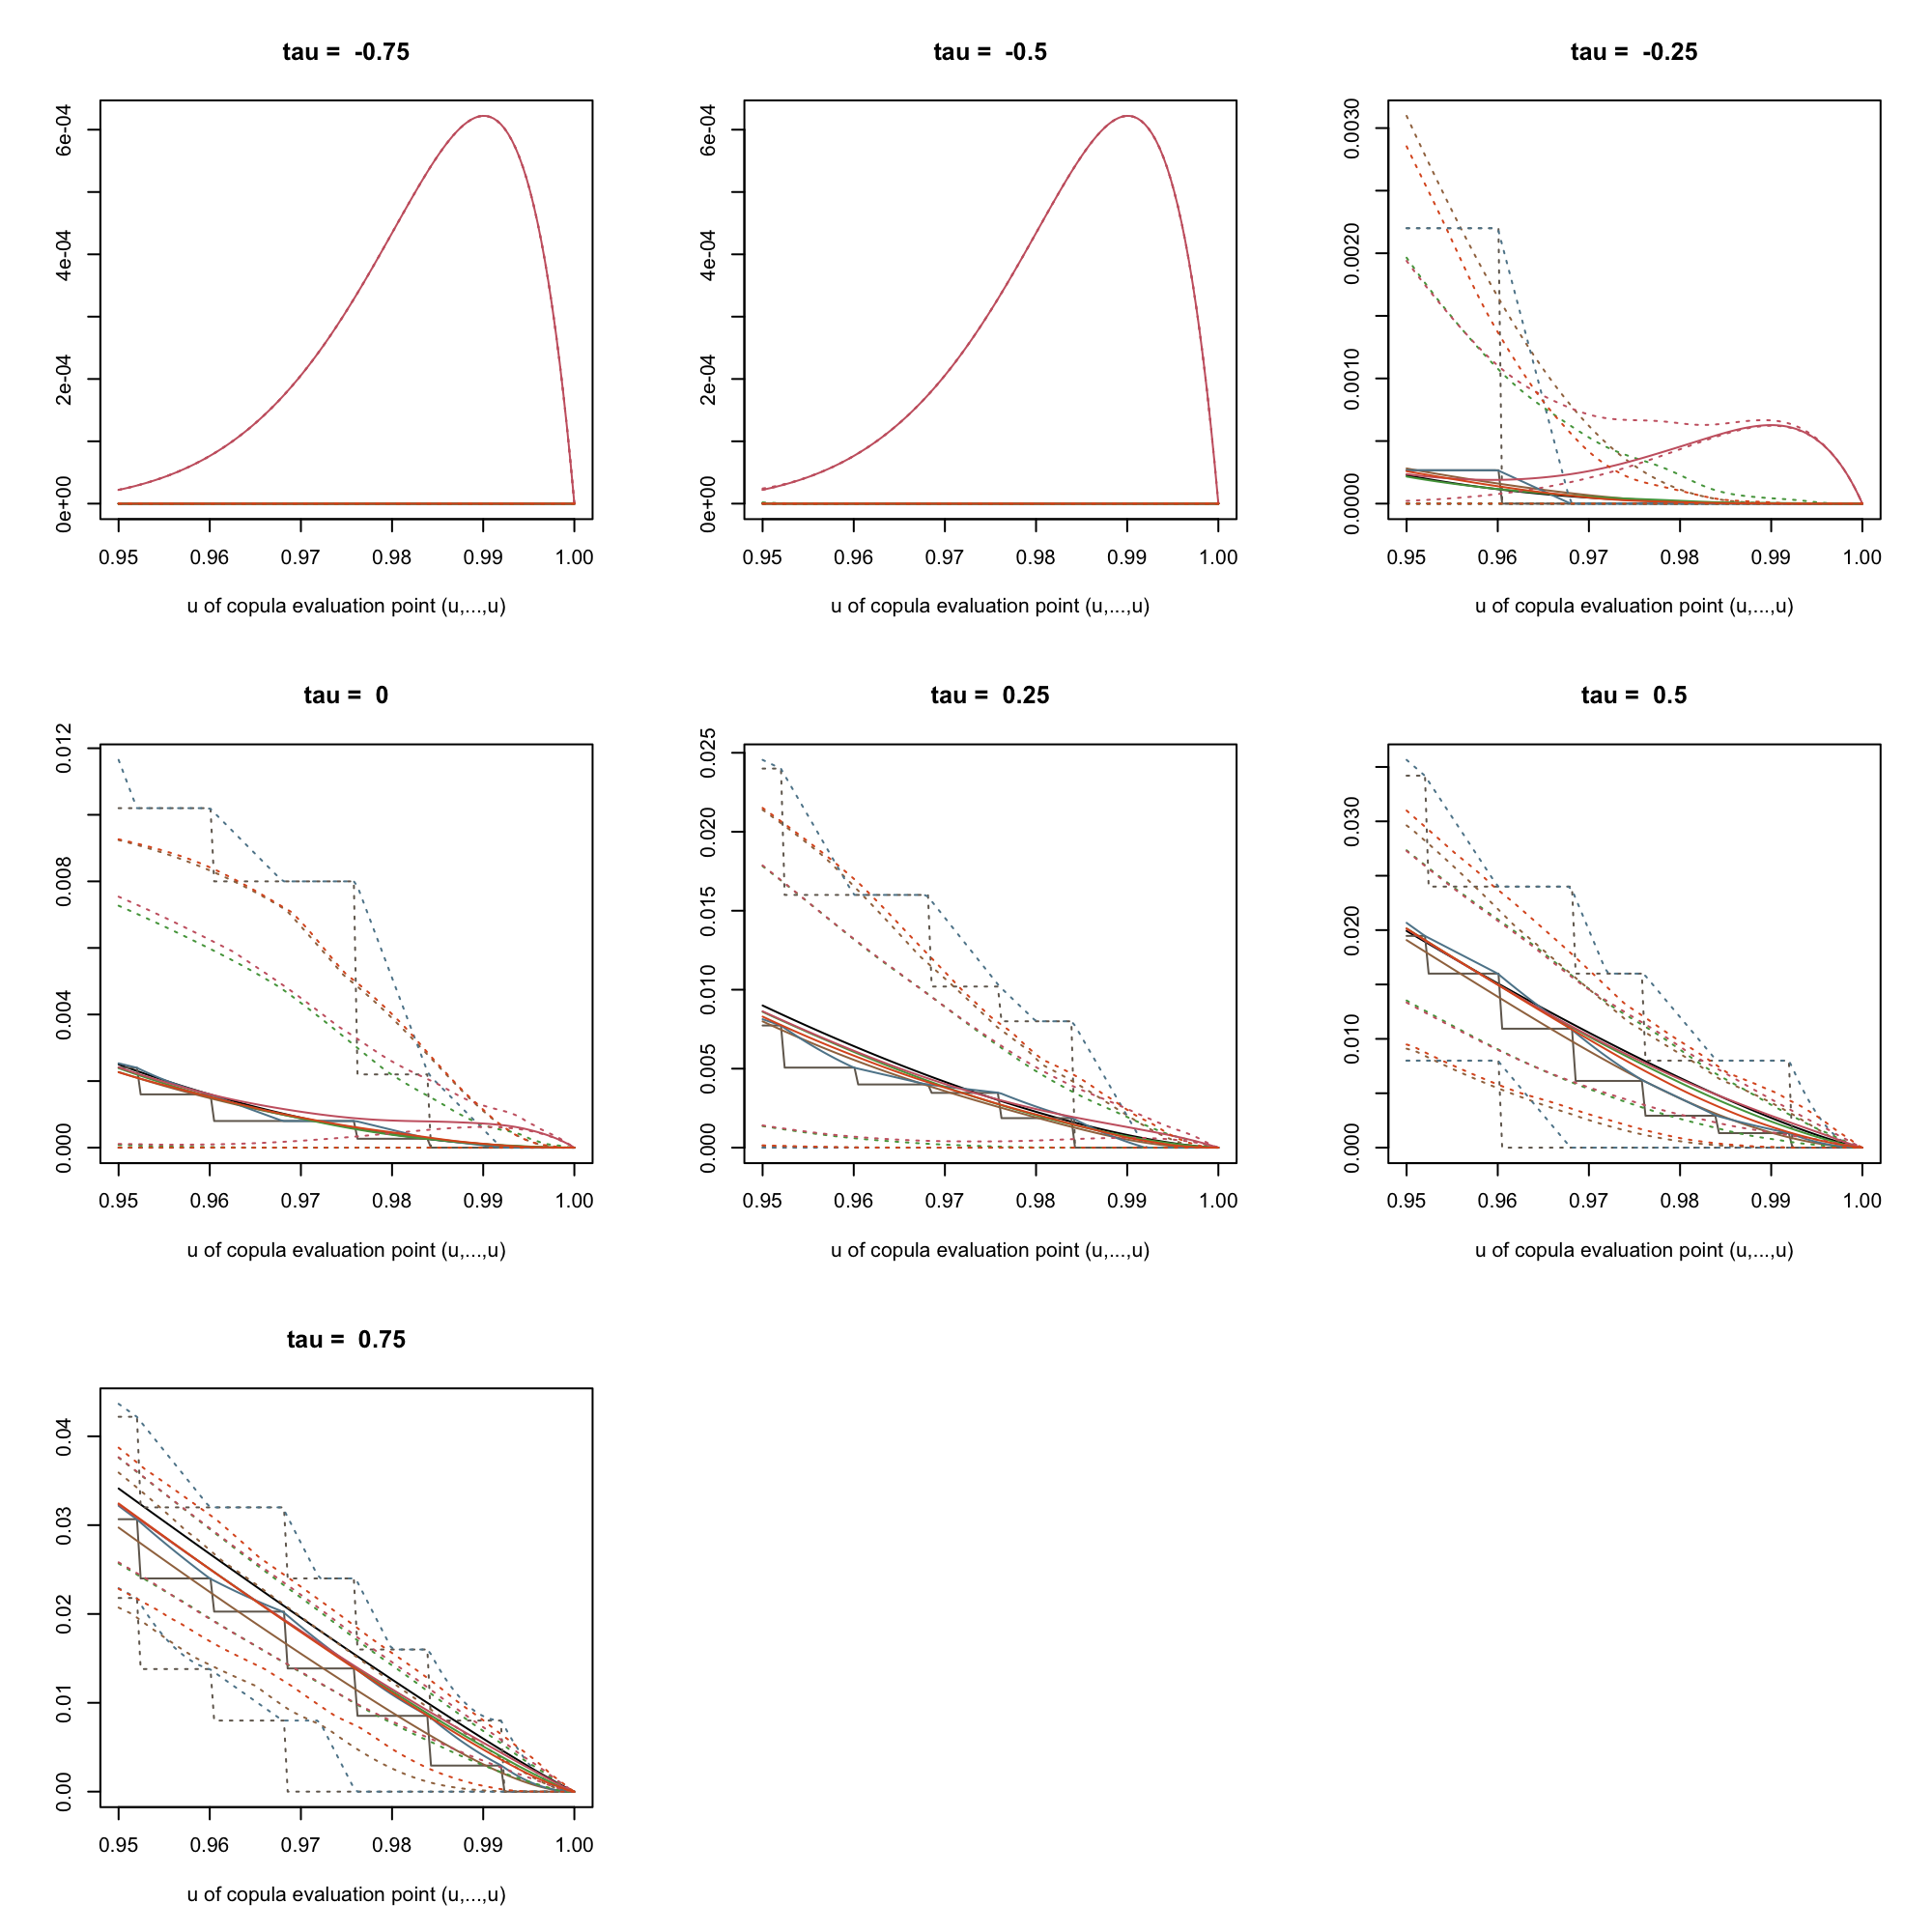 tau =  -0.75
6e-04
4e-04
2e-04
0e+00
0.95 0.96 0.97 0.98 0.99 1.00
u of copula evaluation point (u,...,u)
tau =  -0.5
6e-04
4e-04
2e-04
0e+00
0.95 0.96 0.97 0.98 0.99 1.00
u of copula evaluation point (u,...,u)
tau =  -0.25
0.0030
0.0020
0.0010
0.0000
0.95 0.96 0.97 0.98 0.99 1.00
u of copula evaluation point (u,...,u)
tau =  0
0.012
0.008
0.004
0.000
0.95 0.96 0.97 0.98 0.99 1.00
u of copula evaluation point (u,...,u)
tau =  0.25
0.025
0.020
0.015
0.010
0.005
0.000
0.95 0.96 0.97 0.98 0.99 1.00
u of copula evaluation point (u,...,u)
tau =  0.5
0.030
0.020
0.010
0.000
0.95 0.96 0.97 0.98 0.99 1.00
u of copula evaluation point (u,...,u)
tau =  0.75
0.04
0.03
0.02
0.01
0.00
0.95 0.96 0.97 0.98 0.99 1.00
u of copula evaluation point (u,...,u)